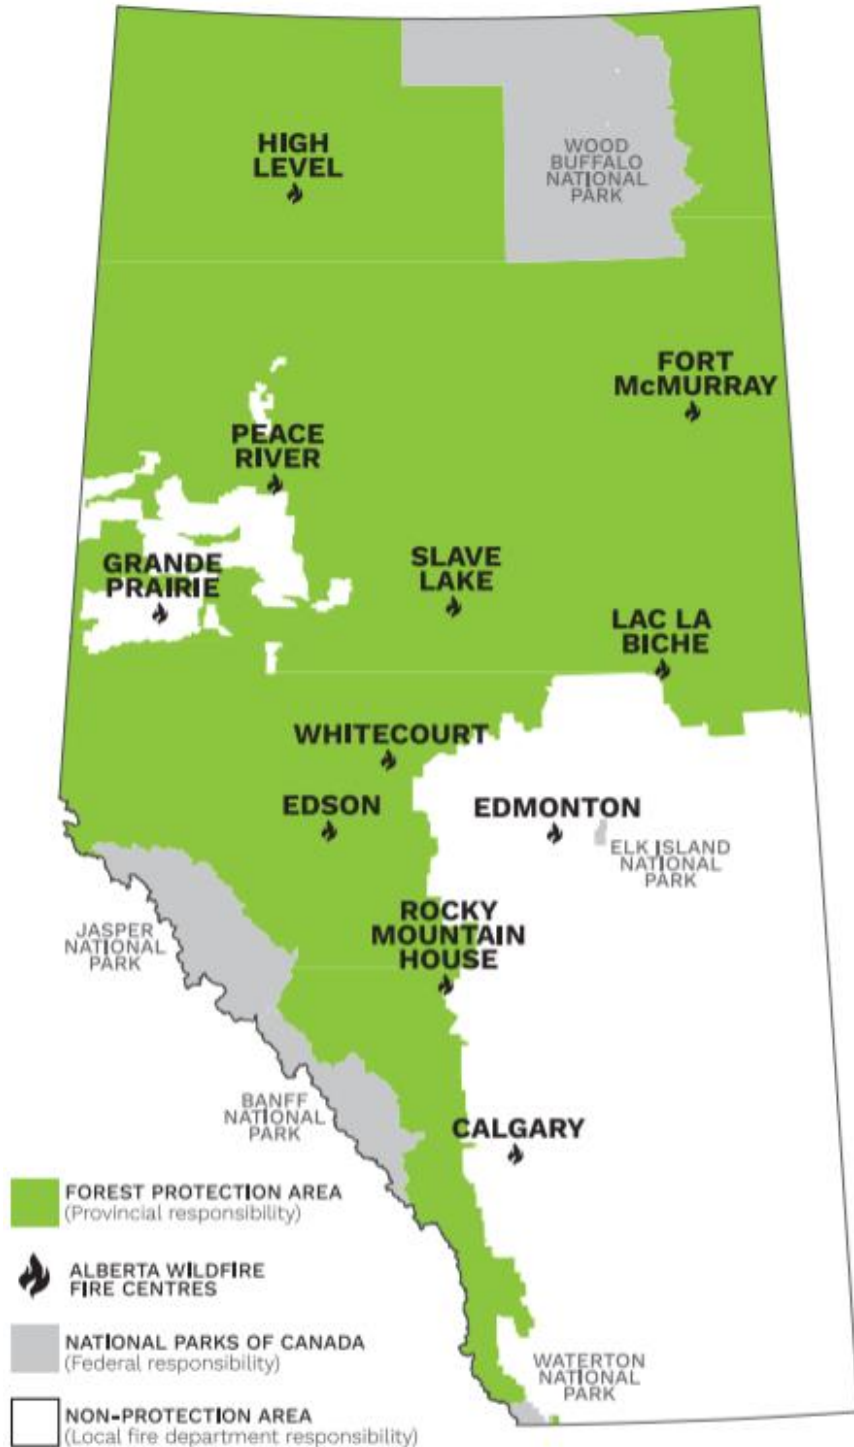 HIGH
LEVEL
WOOD
BUFFALO
NATIONAL
PARK
FORT
McMURRAY
PEACE
RIVER
GRANDE
PRAIRIE
SLAVE
LAKE
LAC LA
BICHE
WHITECOURT
EDSON
EDMONTON
ELK ISLAND
NATIONAL
PARK
ROCKY
MOUNTAIN
HOUSE
JASPER
NATIONAL
PARK
BANFF
NATIONAL
PARK
CALGARY
WATERTON
NATIONAL
PARK
FOREST PROTECTION AREA
(Provincial responsibility)
ALBERTA WILDFIRE
FIRE CENTRES
NATIONAL PARKS OF CANADA
(Federal responsibility)
NON-PROTECTION AREA
(Local fire department responsibility)